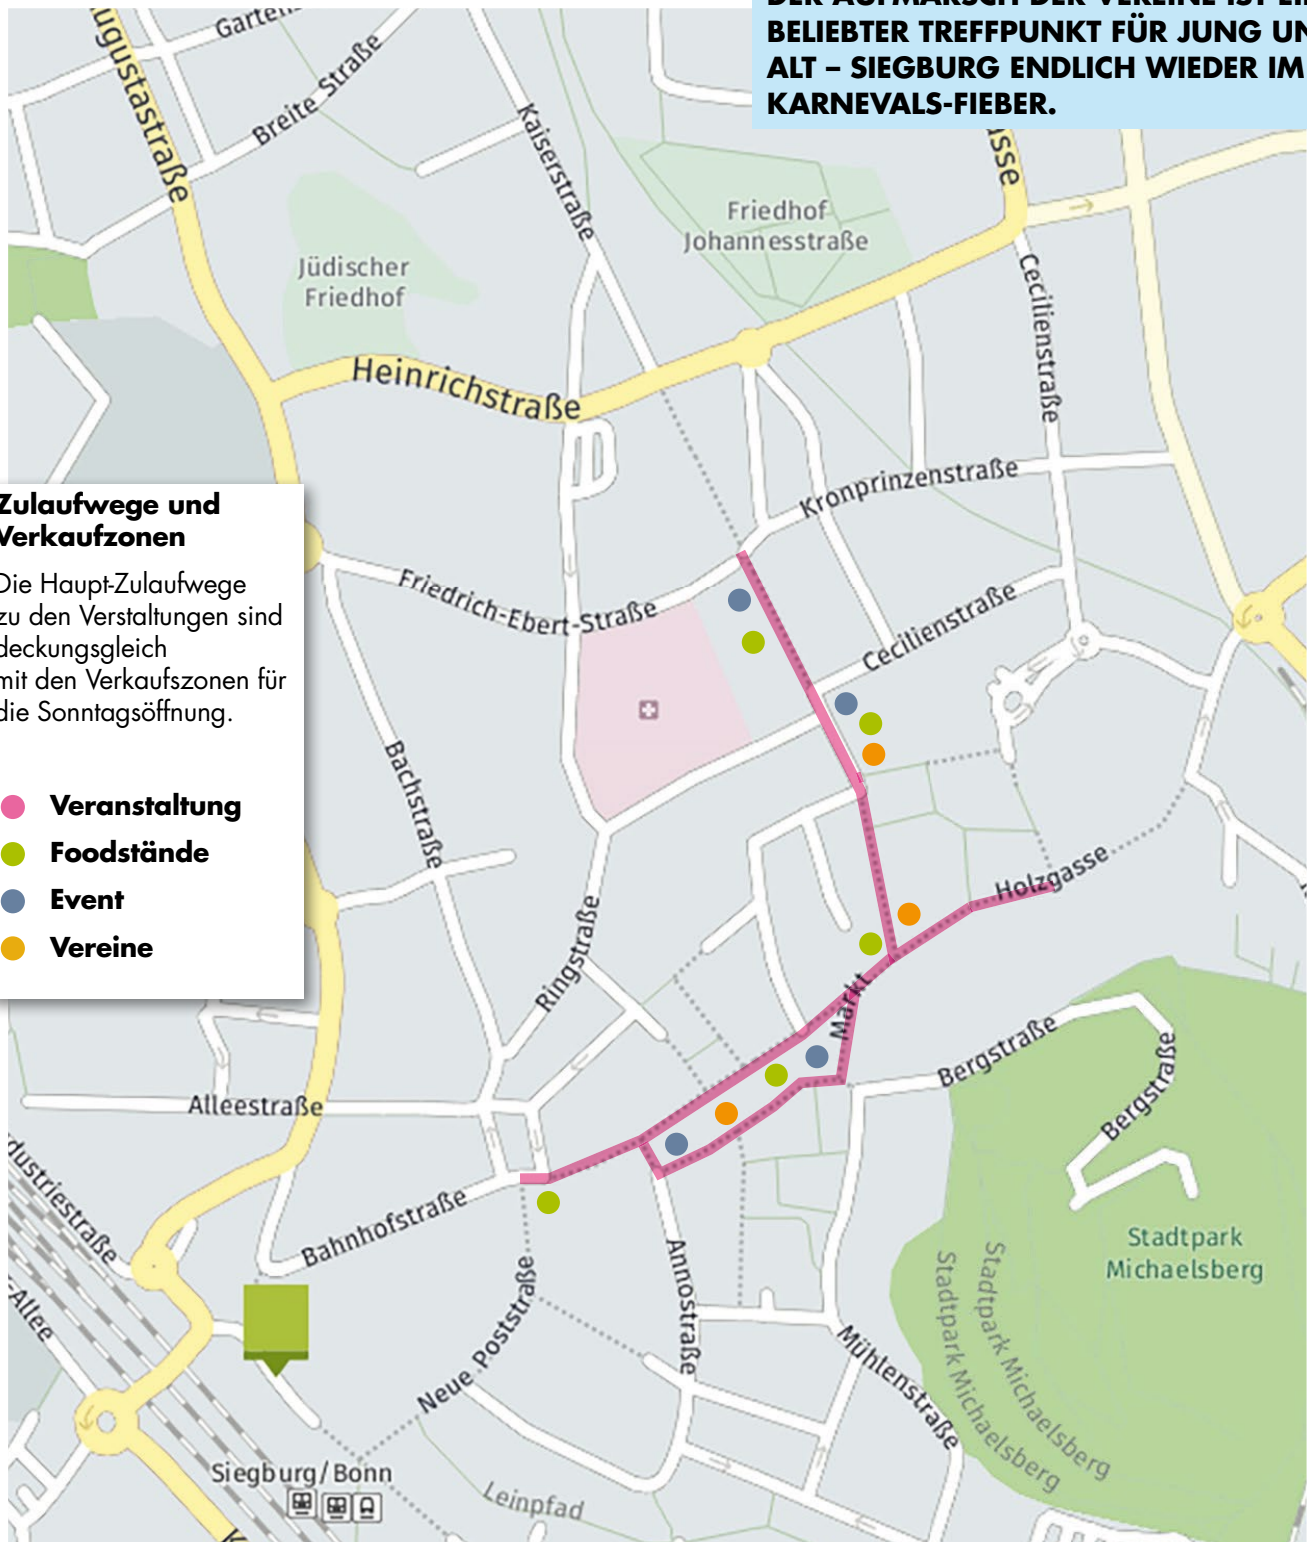 BELIEBTER TREFFPUNKT FÜR JUNG UN
ALT – SIEGBURG ENDLICH WIEDER IM
KARNEVALS-FIEBER.
Breite Straße
Kaiserstraße
Friedhof
Johannesstraße
Jüdischer
Friedhof
Cecilienstraße
Heinrichstraße
Kronprinzenstraße
Zulaufwege und
Verkaufzonen
Die Haupt-Zulaufwege
zu den Verstaltungen sind
deckungsgleich
mit den Verkaufszonen für
die Sonntagsöffnung.
Veranstaltung
Foodstände
Event
Vereine
Friedrich-Ebert-Straße
Cecilienstraße
Bachstraße
Holzgasse
Ringstraße
Markt
Bergstraße
Bergstraße
Alleestraße
dustriestraße
Bahnhofstraße
Allee
Neue Poststraße
Annostraße
Mühlenstraße
Stadtpark
Michaelsberg
Stadtpark Michaelsberg
Stadtpark Michaelsberg
Siegburg/Bonn
Leinpfad